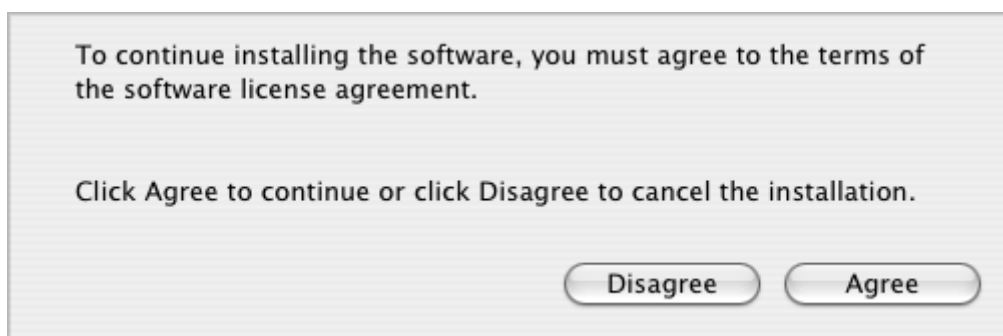 To continue installing the software, you must agree to the terms of
the software license agreement.
Click Agree to continue or click Disagree to cancel the installation.
Disagree Agree